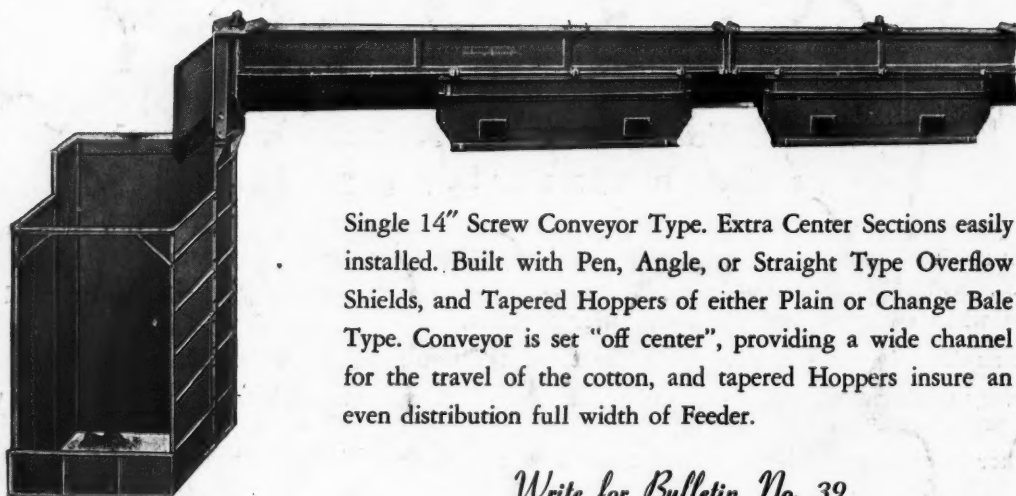 Single 14" Screw Conveyor Type. Extra Center Sections easily
installed. Built with Pen, Angle, or Straight Type Overflow
Shields, and Tapered Hoppers of either Plain or Change Bale
Type. Conveyor is set "off center", providing a wide channel
for the travel of the cotton, and tapered Hoppers insure an
even distribution full width of Feeder.
Write for Bulletin No. 39